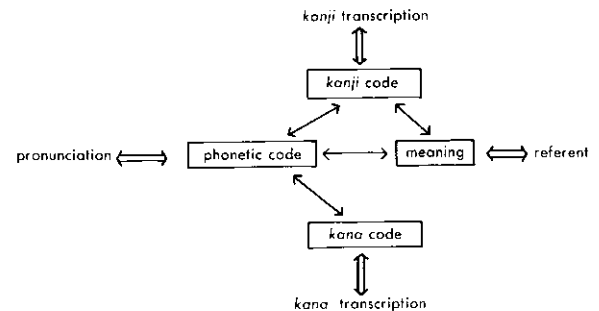 kanji transcription
kanji code
pronunciation
phonetic code
meaning
referent
kana code
kana transcription